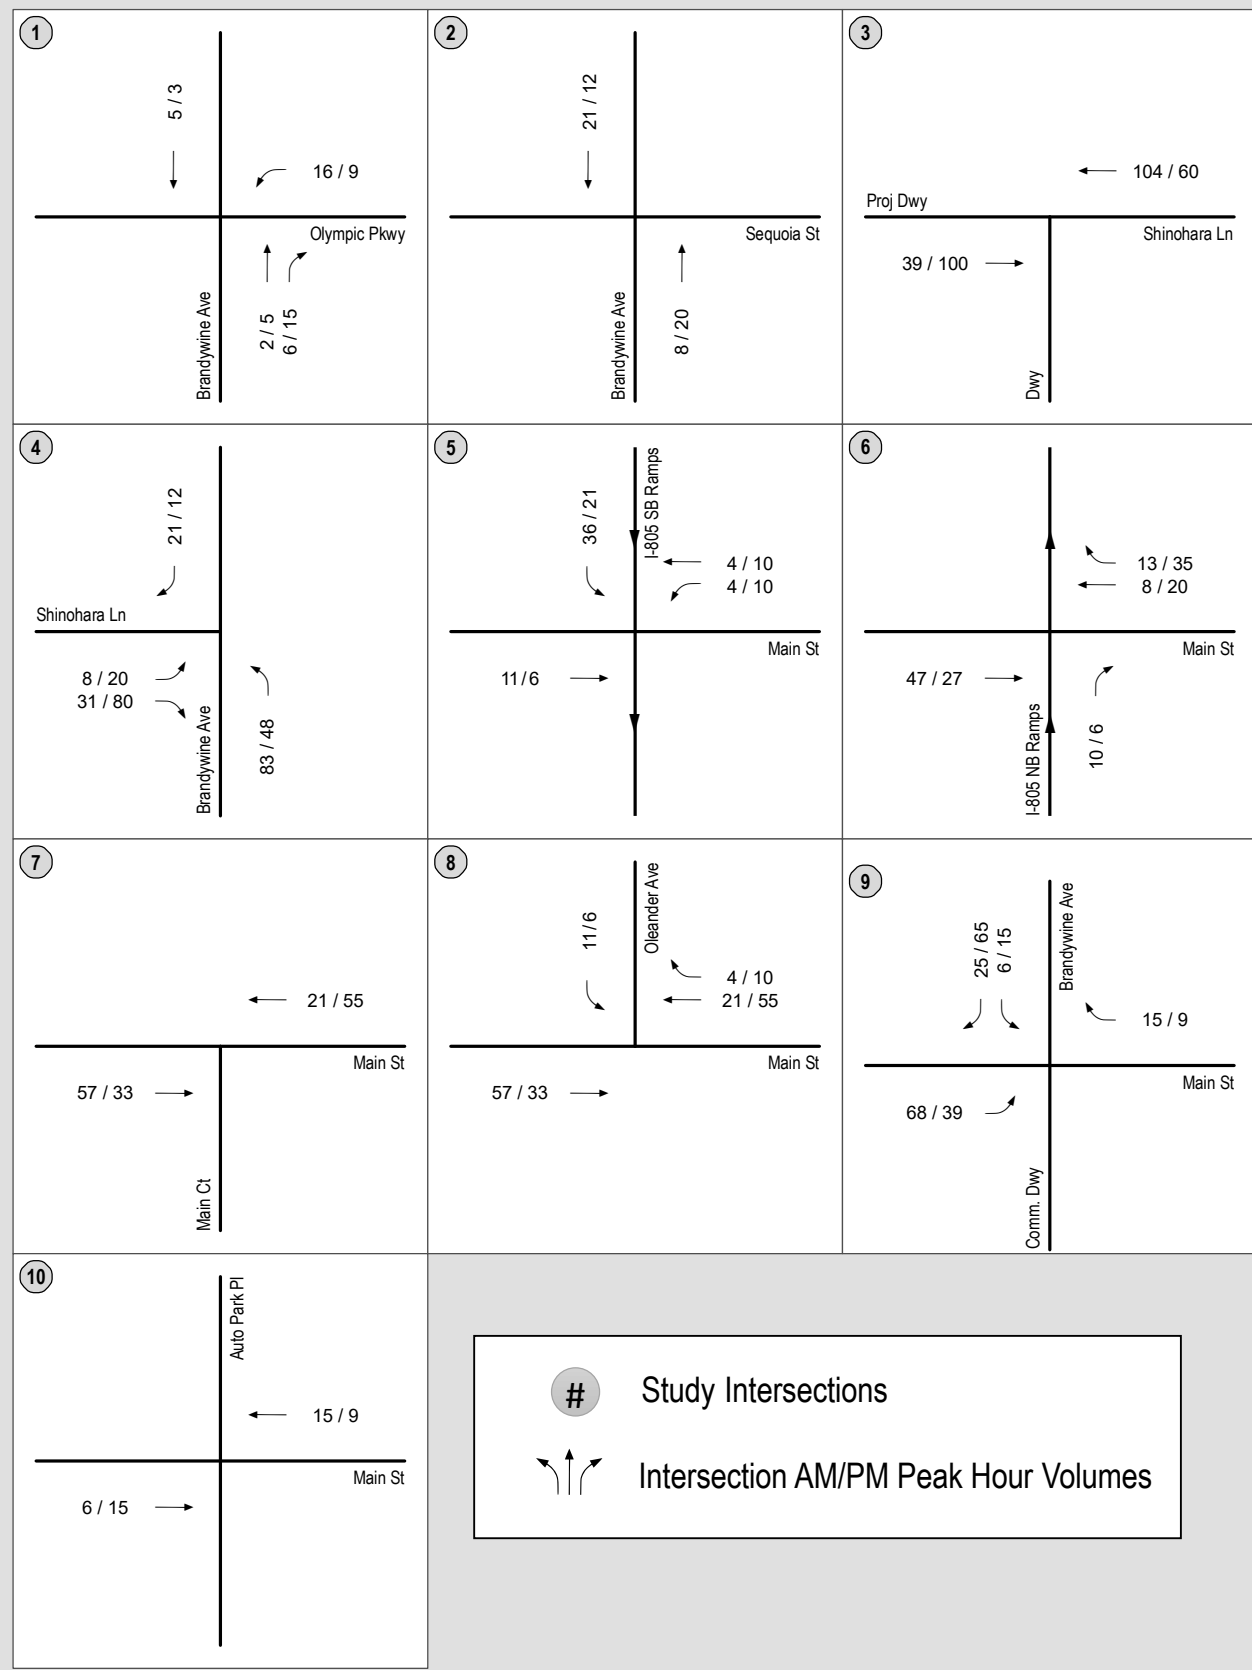 1
5 / 3
16 / 9
Olympic Pkwy
2 / 5
6 / 15
Brandywine Ave
2
21 / 12
Sequoia St
8 / 20
Brandywine Ave
3
104 / 60
Proj Dwy
Shinohara Ln
39 / 100
Dwy
4
21 / 12
Shinohara Ln
8 / 20
31 / 80
83 / 48
Brandywine Ave
5
36 / 21
I-805 SB Ramps
4 / 10
4 / 10
Main St
11/6
6
13 / 35
8 / 20
Main St
47 / 27
10 / 6
I-805 NB Ramps
7
21 / 55
Main St
57 / 33
Main Ct
8
11/6
Oleander Ave
4 / 10
21 / 55
Main St
57 / 33
9
25 / 65
6 / 15
Brandywine Ave
15 / 9
Main St
68 / 39
Comm. Dwy
10
Auto Park Pl
15 / 9
Main St
6 / 15
# Study Intersections
Intersection AM/PM Peak Hour Volumes